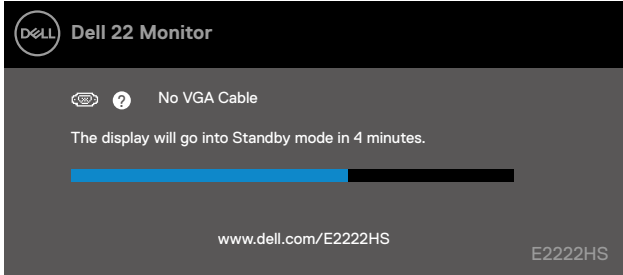 DELL Dell 22 Monitor
? No VGA Cable
The display will go into Standby mode in 4 minutes.
www.dell.com/E2222HS
E2222HS